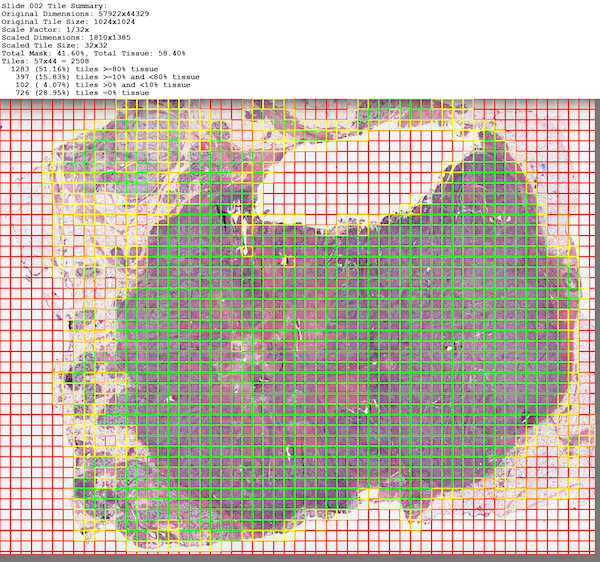 Slide 002 Tile Summary:
Original Dimensions: 57922x44329
Original Tile Size: 1024x1024
Scale Factor: 1/32x
Scaled Dimensions: 1810x1385
Scaled Tile Size: 32x32
Total Mask: 41.60%, Total Tissue: 58.40%
Tiles: 57x44 = 2508
1283 (51.16%) tiles >=80% tissue
397 (15.83%) tiles >=10% and <80% tissue
102 ( 4.07%) tiles >0% and <10% tissue
726 (28.95%) tiles =0% tissue